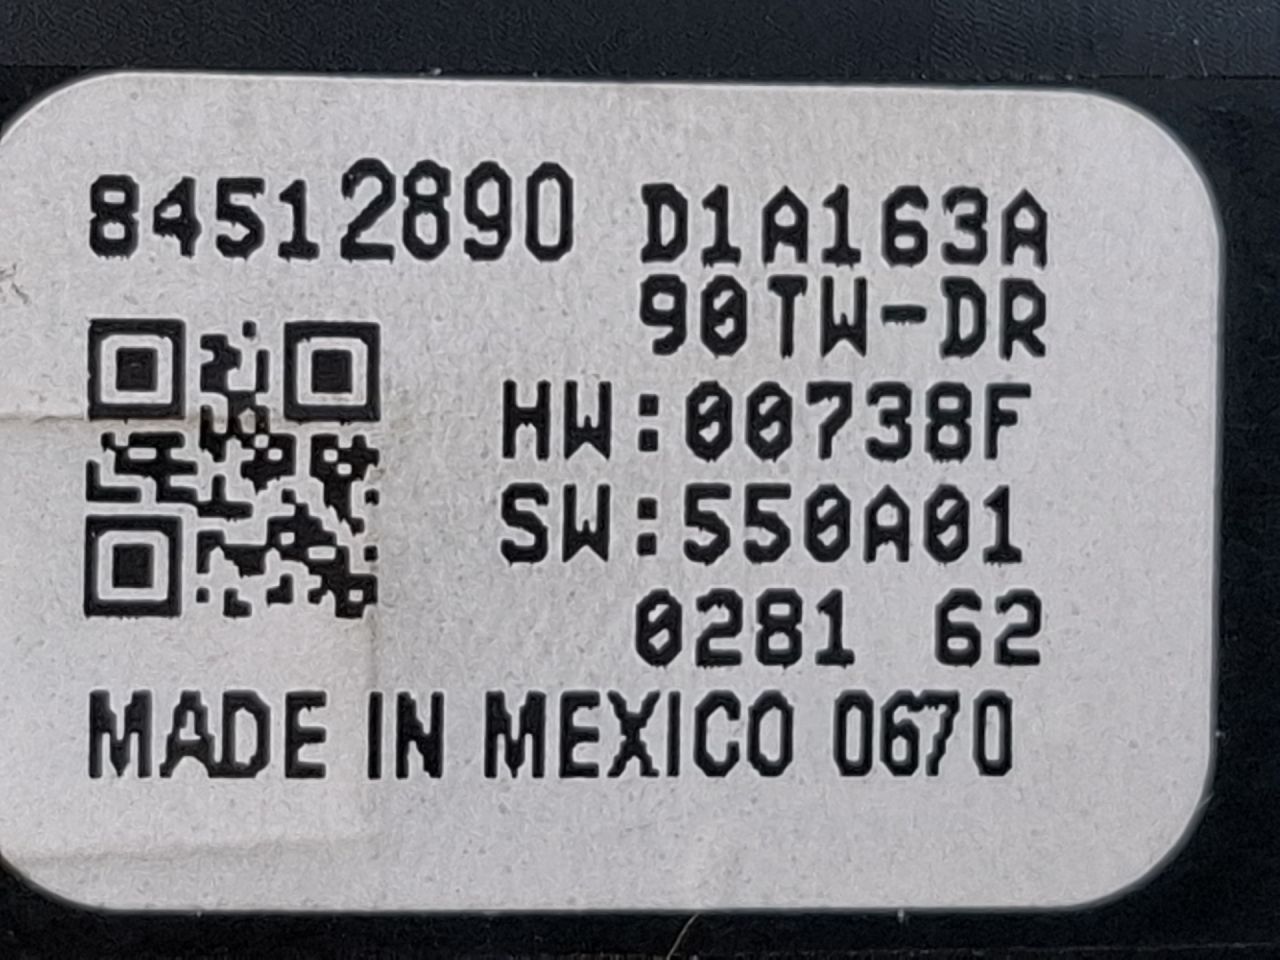 84512890 D1A163A
90TW-DR
HW:00738F
SW:550A01
0281 62
MADE IN MEXICO 0670